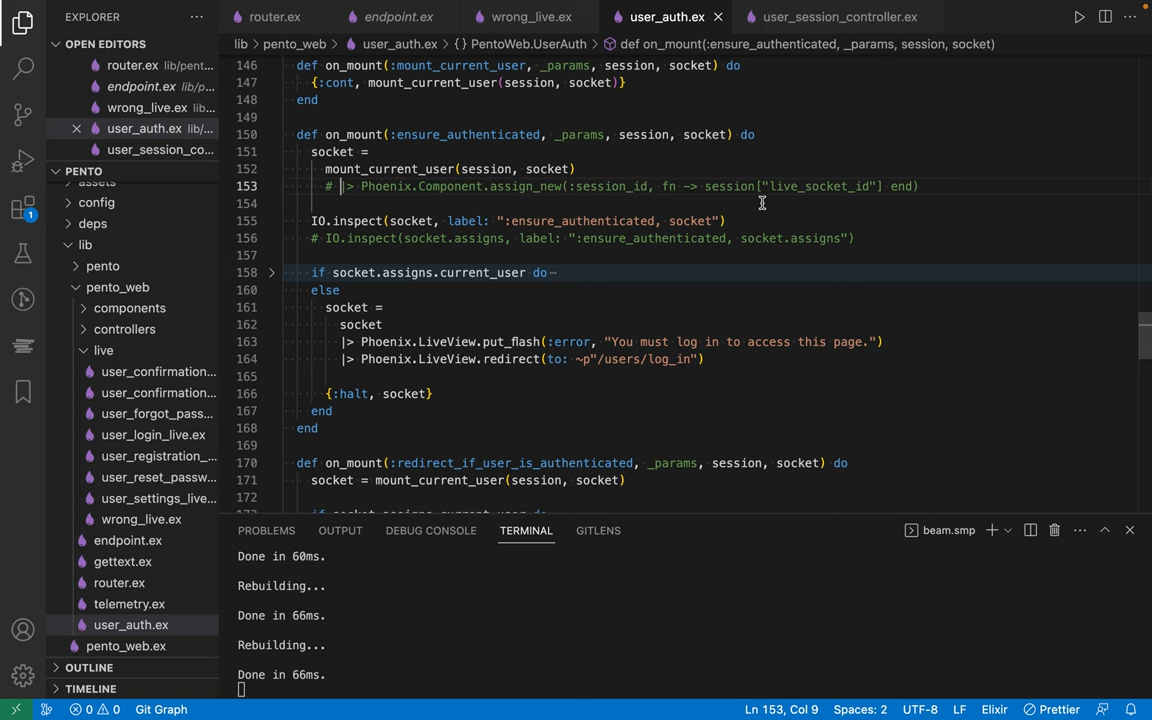 EXPLORER
router.ex
endpoint.ex
wrong_live.ex
user_auth.ex
user_session_controller.ex
OPEN EDITORS
router.ex lib/pent...
endpoint.ex lib/p...
wrong_live.ex lib...
user_auth.ex lib/...
user_session_co...
PENTO
assets
config
deps
lib
pento
pento_web
components
controllers
live
user_confirmation...
user_confirmation...
user_forgot_pass...
user_login_live.ex
user_registration_...
user_reset_passw...
user_settings_live...
wrong_live.ex
endpoint.ex
gettext.ex
router.ex
telemetry.ex
user_auth.ex
pento_web.ex
OUTLINE
TIMELINE
1
lib > pento_web > user_auth.ex > {} PentoWeb.UserAuth > def on_mount(:ensure_authenticated, _params, session, socket)
146 def on_mount(:mount_current_user, _params, session, socket) do
147 {:cont, mount_current_user(session, socket)}
148 end
149
150 def on_mount(:ensure_authenticated, _params, session, socket) do
151 socket =
152 mount_current_user(session, socket)
153 # |> Phoenix.Component.assign_new(:session_id, fn -> session["live_socket_id"] end)
154
155 IO.inspect(socket, label: ":ensure_authenticated, socket")
156 # IO.inspect(socket.assigns, label: ":ensure_authenticated, socket.assigns")
157
158 if socket.assigns.current_user do ...
160 else
161 socket =
162 socket
163 |> Phoenix.LiveView.put_flash(:error, "You must log in to access this page.")
164 |> Phoenix.LiveView.redirect(to: ~p"/users/log_in")
165
166 {:halt, socket}
167 end
168 end
169
170 def on_mount(:redirect_if_user_is_authenticated, _params, session, socket) do
171 socket = mount_current_user(session, socket)
172
PROBLEMS OUTPUT DEBUG CONSOLE TERMINAL GITLENS
beam.smp
Done in 60ms.
Rebuilding...
Done in 66ms.
Rebuilding...
Done in 66ms.
0 0 Git Graph
Ln 153, Col 9 Spaces: 2 UTF-8 LF Elixir Prettier